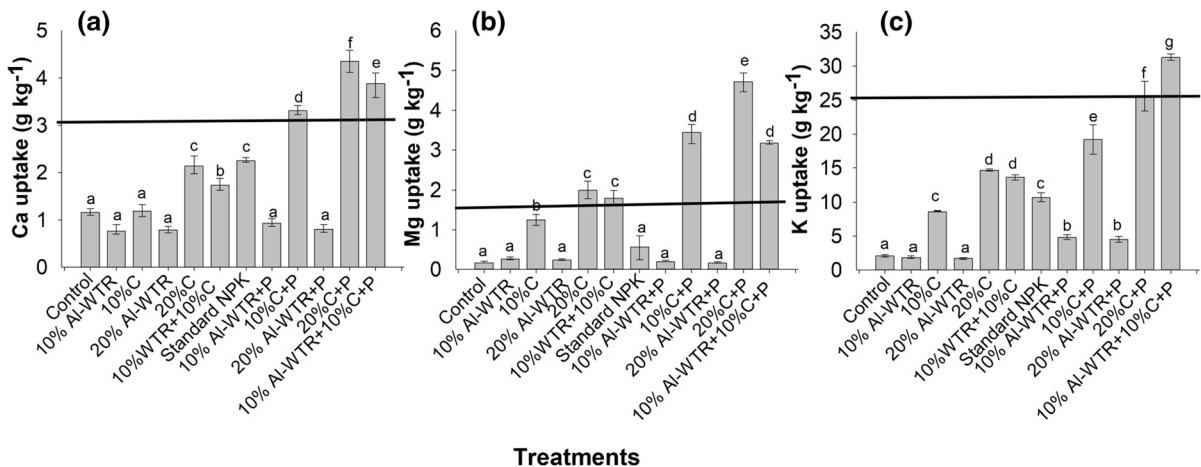 (a)
Ca uptake (g kg⁻¹)
5
4
3
2
1
0
a
a
a
a
c
b
c
a
d
a
f
e
Control
10% Al-WTR
10%C
20% Al-WTR
20%C
10%WTR+10%C
Standard NPK
10% Al-WTR+P
10%C+P
20% Al-WTR+P
20%C+P
10% Al-WTR+10%C+P
(b)
Mg uptake (g kg⁻¹)
6
5
4
3
2
1
0
a
a
b
a
c
c
a
a
d
a
e
d
Control
10% Al-WTR
10%C
20% Al-WTR
20%C
10%WTR+10%C
Standard NPK
10% Al-WTR+P
10%C+P
20% Al-WTR+P
20%C+P
10% Al-WTR+10%C+P
(c)
K uptake (g kg⁻¹)
35
30
25
20
15
10
5
0
a
a
c
a
d
d
c
b
e
b
f
g
Control
10% Al-WTR
10%C
20% Al-WTR
20%C
10%WTR+10%C
Standard NPK
10% Al-WTR+P
10%C+P
20% Al-WTR+P
20%C+P
10% Al-WTR+10%C+P
Treatments